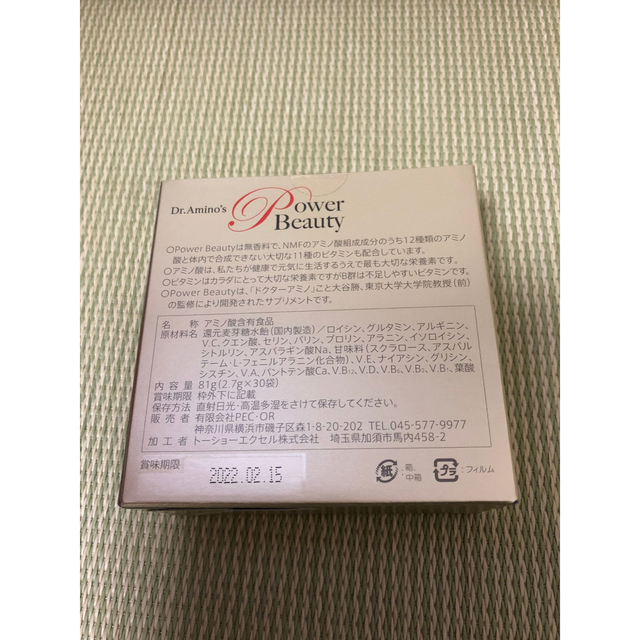 Dr.Amino's Power Beauty
○Power Beautyは無香料で、NMFのアミノ酸組成成分のうち12種類のアミノ
酸と体内で合成できない大切な11種のビタミンも配合しています。
○アミノ酸は、私たちが健康で元気に生活するうえで最も大切な栄養素です。
○ビタミンはカラダにとって大切な栄養素ですがB群は不足しやすいビタミンです。
○Power Beautyは、「ドクターアミノ」こと大谷勝、東京大学大学院教授(前)
の監修により開発されたサプリメントです。
名 称 アミノ酸含有食品
原材料名 還元麦芽糖水飴(国内製造)/ロイシン、グルタミン、アルギニン、
V.C、クエン酸、セリン、バリン、プロリン、アラニン、イソロイシン、
シトルリン、アスパラギン酸Na、甘味料(スクラロース、アスパル
テーム・L-フェニルアラニン化合物)、V.E、ナイアシン、グリシン、
シスチン、V.A、パントテン酸Ca、V.B₁₂、V.D、V.B₆、V.B₂、V.B₁、葉酸
内 容 量 81g(2.7g×30袋)
賞味期限 枠外下に記載
保存方法 直射日光・高温多湿をさけて保存してください。
販 売 者 有限会社PEC・OR
神奈川県横浜市磯子区森1-8-20-202 TEL.045-577-9977
加 工 者 トーショーエクセル株式会社 埼玉県加須市馬内458-2
賞味期限 2022.02.15
紙 :箱、中箱 プラ :フィルム